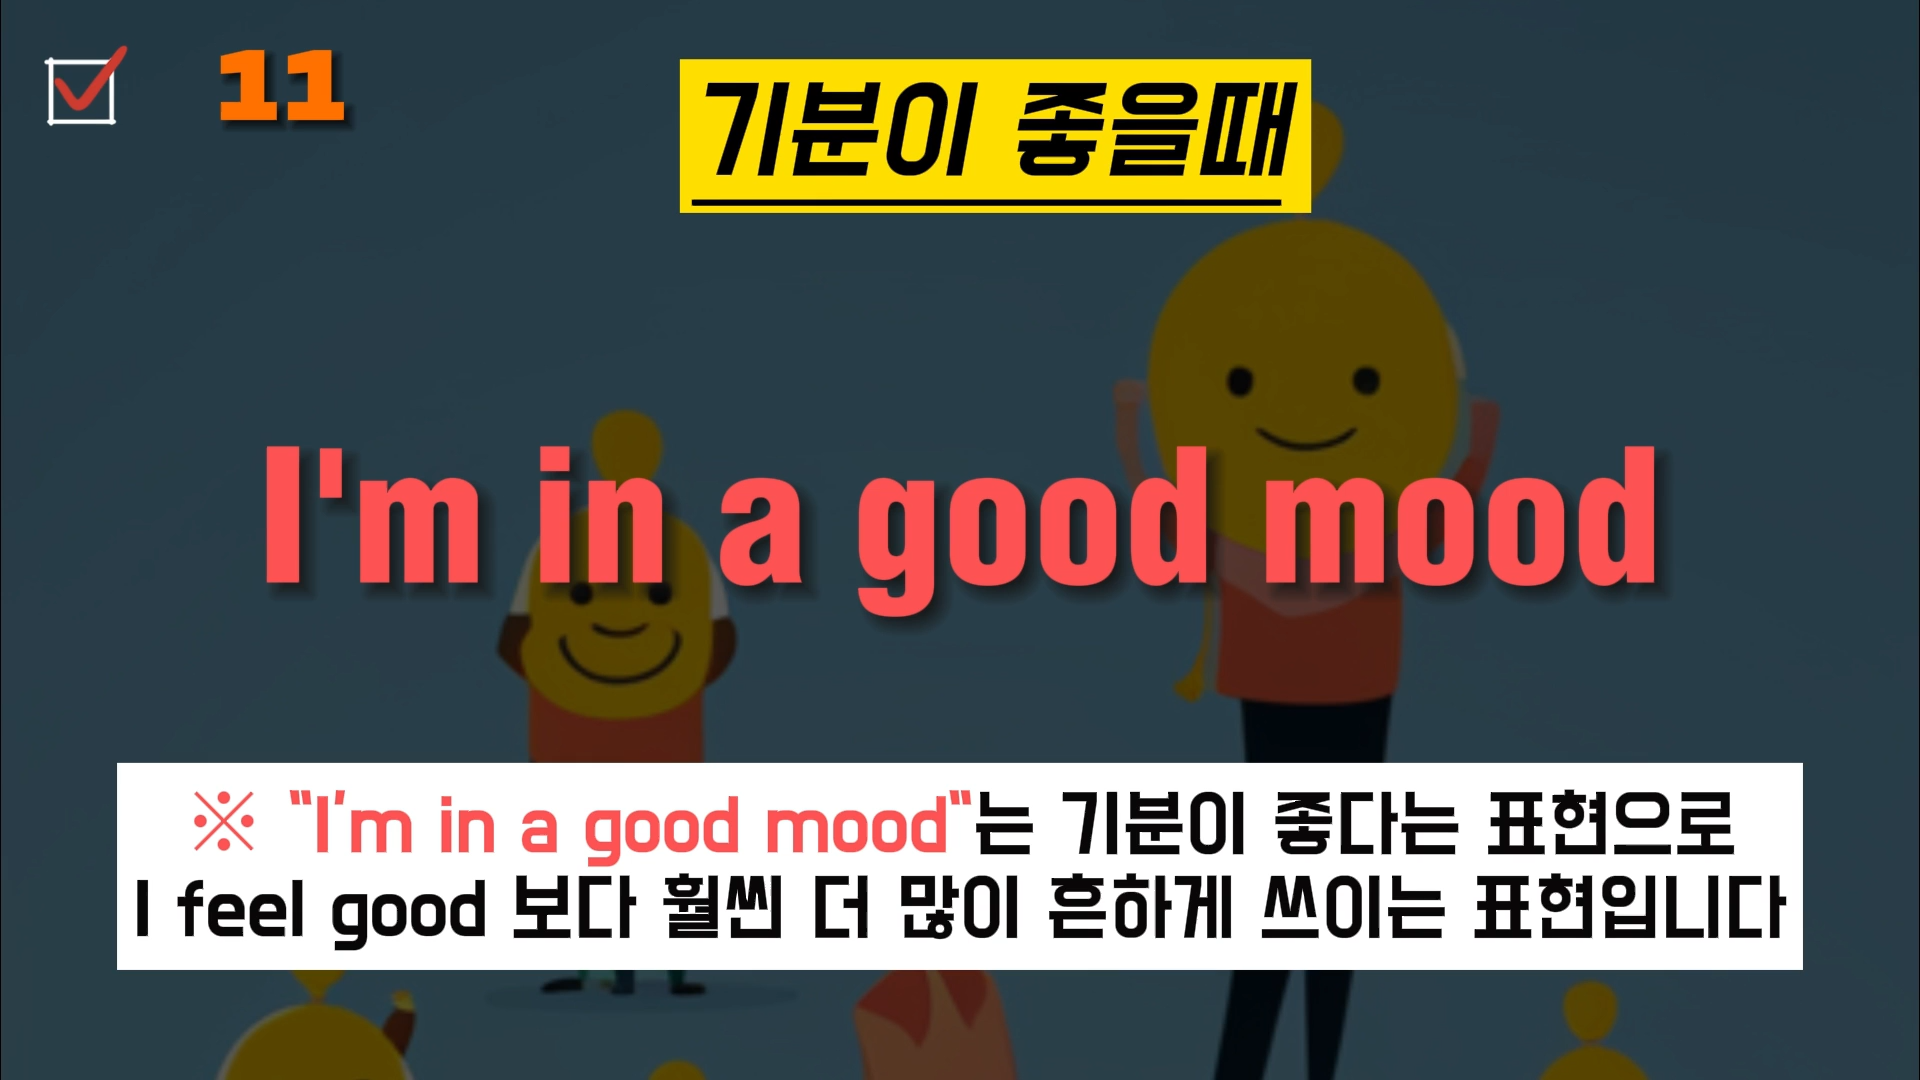 11
기분이 좋을때
I'm in a good mood
※ "I'm in a good mood"는 기분이 좋다는 표현으로
I feel good 보다 훨씬 더 많이 흔하게 쓰이는 표현입니다